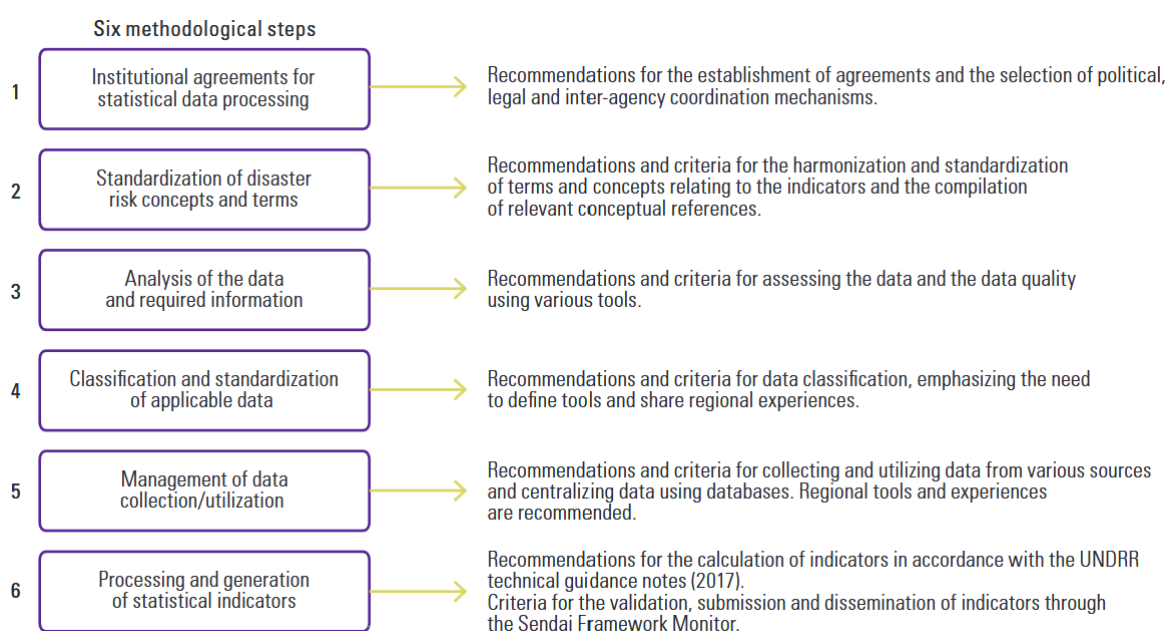 Six methodological steps
1
Institutional agreements for
statistical data processing
Recommendations for the establishment of agreements and the selection of political,
legal and inter-agency coordination mechanisms.
2
Standardization of disaster
risk concepts and terms
Recommendations and criteria for the harmonization and standardization
of terms and concepts relating to the indicators and the compilation
of relevant conceptual references.
3
Analysis of the data
and required information
Recommendations and criteria for assessing the data and the data quality
using various tools.
4
Classification and standardization
of applicable data
Recommendations and criteria for data classification, emphasizing the need
to define tools and share regional experiences.
5
Management of data
collection/utilization
Recommendations and criteria for collecting and utilizing data from various sources
and centralizing data using databases. Regional tools and experiences
are recommended.
6
Processing and generation
of statistical indicators
Recommendations for the calculation of indicators in accordance with the UNDRR
technical guidance notes (2017).
Criteria for the validation, submission and dissemination of indicators through
the Sendai Framework Monitor.